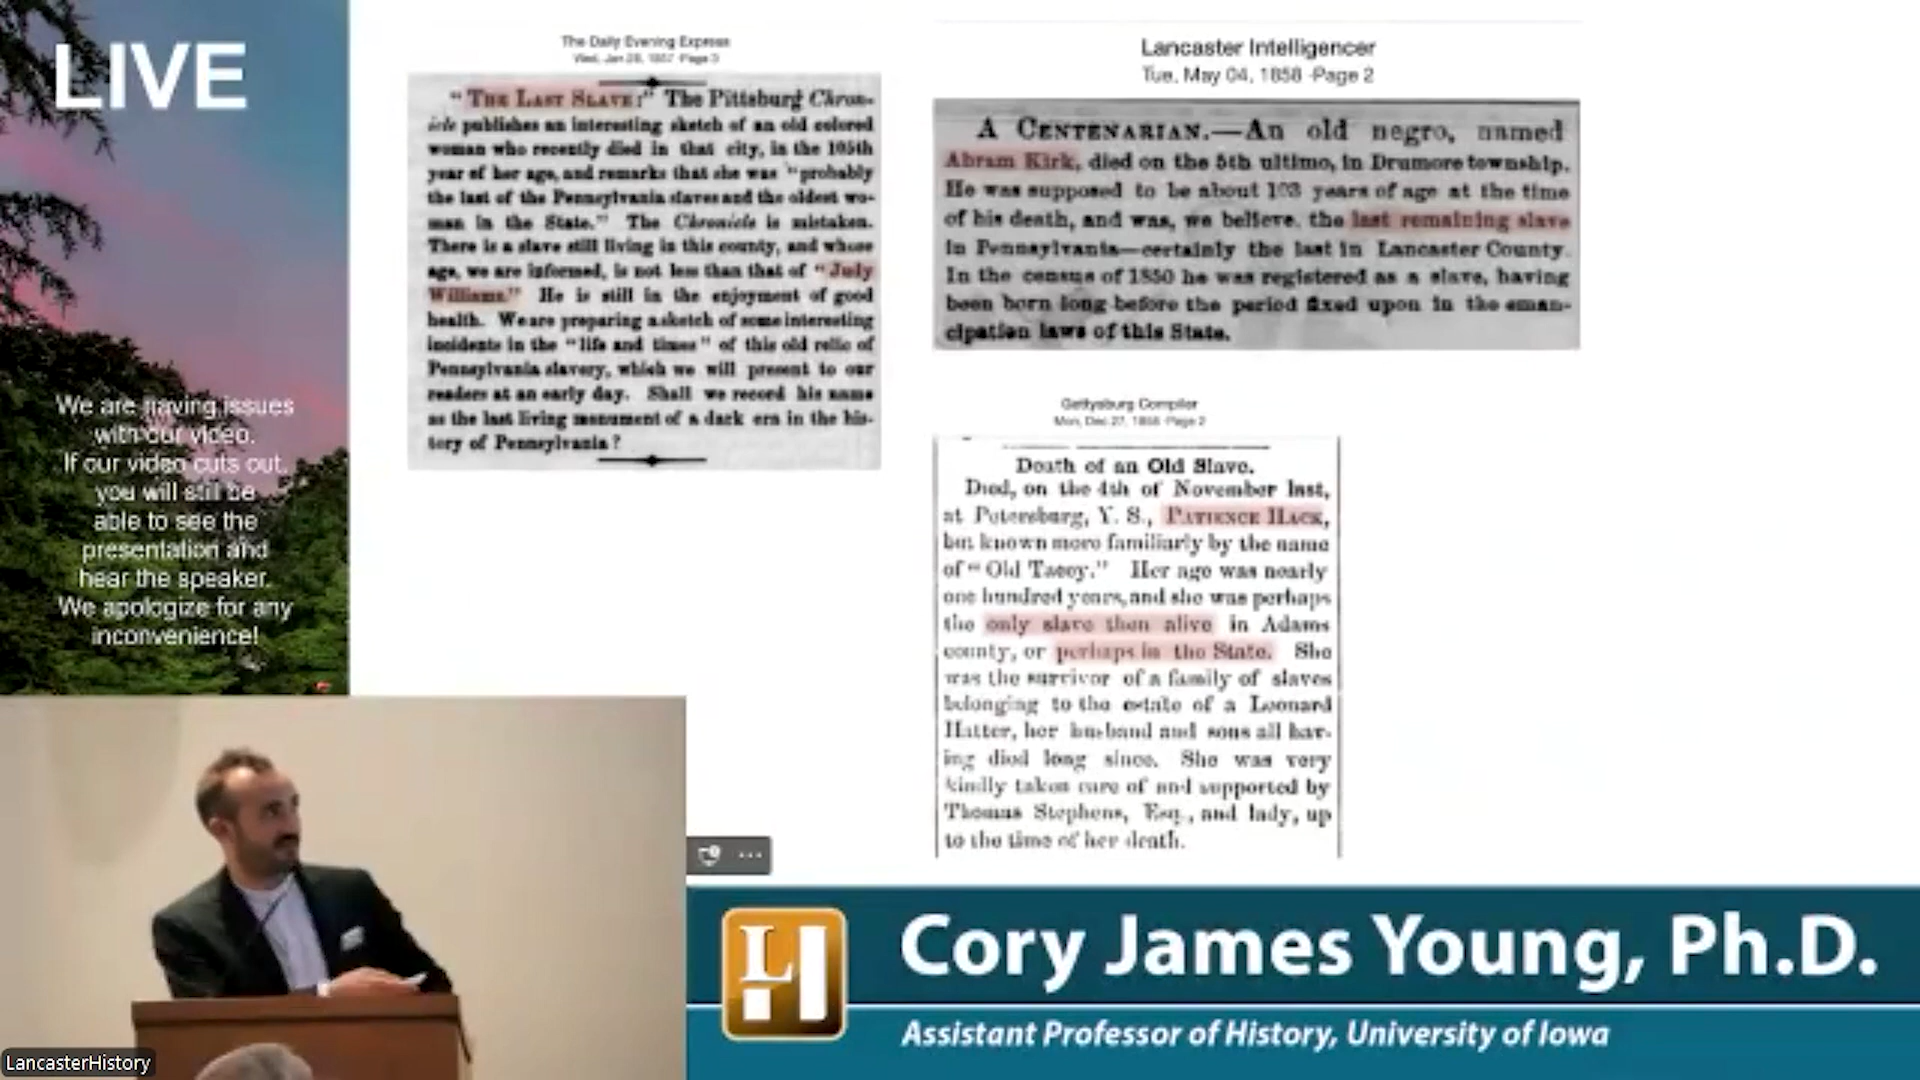 LIVE
We are having issues
with our video.
If our video cuts out,
you will still be
able to see the
presentation and
hear the speaker.
We apologize for any
inconvenience!
The Daily Evening Express
Wed, Jan 28, 1857 ·Page 3
"THE LAST SLAVE:" The Pittsburg Chron-
icle publishes an interesting sketch of an old colored
woman who recently died in that city, in the 105th
year of her age, and remarks that she was "probably
the last of the Pennsylvania slaves and the oldest wo-
man in the State." The Chronicle is mistaken.
There is a slave still living in this county, and whose
age, we are informed, is not less than that of "Judy
Williams." He is still in the enjoyment of good
health. We are preparing a sketch of some interesting
incidents in the "life and times" of this old relic of
Pennsylvania slavery, which we will present to our
readers at an early day. Shall we record his name
as the last living monument of a dark era in the his-
tory of Pennsylvania?
Lancaster Intelligencer
Tue, May 04, 1858 ·Page 2
A CENTENARIAN.—An old negro, named
Abram Kirk, died on the 5th ultimo, in Drumore township.
He was supposed to be about 103 years of age at the time
of his death, and was, we believe, the last remaining slave
in Pennsylvania—certainly the last in Lancaster County.
In the census of 1850 he was registered as a slave, having
been born long before the period fixed upon in the eman-
cipation laws of this State.
Gettysburg Compiler
Mon, Dec 27, 1858 ·Page 2
Death of an Old Slave.
Died, on the 4th of November last,
at Petersburg, Y. S., PATIENCE HACK,
but known more familiarly by the name
of "Old Tacey." Her age was nearly
one hundred years, and she was perhaps
the only slave then alive in Adams
county, or perhaps in the State. She
was the survivor of a family of slaves
belonging to the estate of a Leonard
Hatter, her husband and sons all hav-
ing died long since. She was very
kindly taken care of and supported by
Thomas Stephens, Esq., and lady, up
to the time of her death.
LH
Cory James Young, Ph.D.
Assistant Professor of History, University of Iowa
LancasterHistory